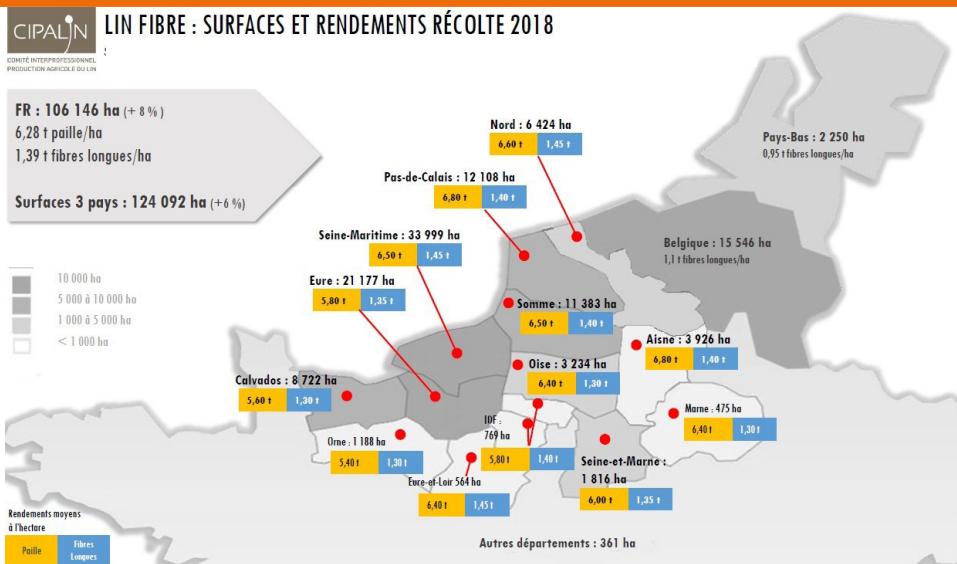 CIPALIN
COMITÉ INTERPROFESSIONNEL
PRODUCTION AGRICOLE DU LIN
LIN FIBRE : SURFACES ET RENDEMENTS RÉCOLTE 2018
FR : 106 146 ha (+ 8 %)
6,28 t paille/ha
1,39 t fibres longues/ha
Surfaces 3 pays : 124 092 ha (+6 %)
10 000 ha
5 000 à 10 000 ha
1 000 à 5 000 ha
< 1 000 ha
Nord : 6 424 ha
6,60 t 1,45 t
Pays-Bas : 2 250 ha
0,95 t fibres longues/ha
Pas-de-Calais : 12 108 ha
6,80 t 1,40 t
Seine-Maritime : 33 999 ha
6,50 t 1,45 t
Belgique : 15 546 ha
1,1 t fibres longues/ha
Eure : 21 177 ha
5,80 t 1,35 t
Somme : 11 383 ha
6,50 t 1,40 t
Aisne : 3 926 ha
6,80 t 1,40 t
Oise : 3 234 ha
6,40 t 1,30 t
Calvados : 8 722 ha
5,60 t 1,30 t
Marne : 475 ha
6,40 t 1,30 t
IDF :
769 ha
5,80 t 1,40 t
Orne : 1 188 ha
5,40 t 1,30 t
Seine-et-Marne :
1 816 ha
6,00 t 1,35 t
Eure-et-Loir 564 ha
6,40 t 1,45 t
Autres départements : 361 ha
Rendements moyens
à l'hectare
Paille
Fibres
Longues